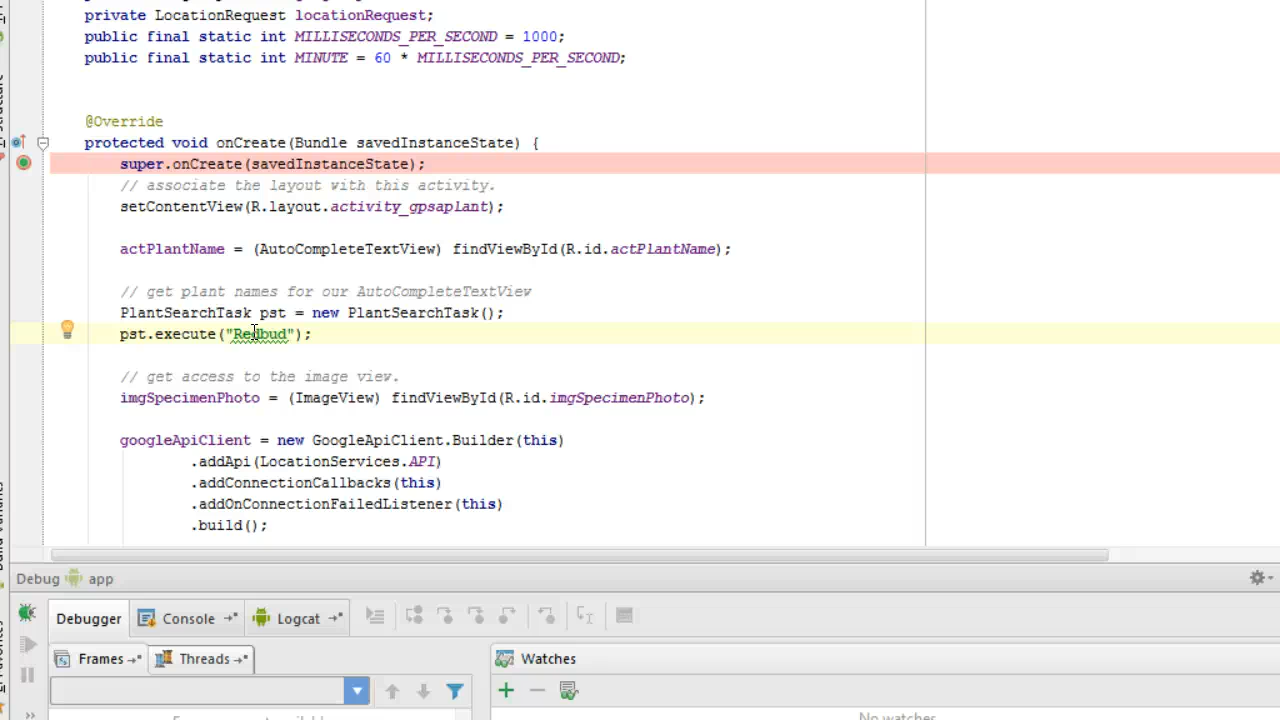 private LocationRequest locationRequest;
public final static int MILLISECONDS_PER_SECOND = 1000;
public final static int MINUTE = 60 * MILLISECONDS_PER_SECOND;
@Override
protected void onCreate(Bundle savedInstanceState) {
super.onCreate(savedInstanceState);
// associate the layout with this activity.
setContentView(R.layout.activity_gpsaplant);
actPlantName = (AutoCompleteTextView) findViewById(R.id.actPlantName);
// get plant names for our AutoCompleteTextView
PlantSearchTask pst = new PlantSearchTask();
pst.execute("Redbud");
// get access to the image view.
imgSpecimenPhoto = (ImageView) findViewById(R.id.imgSpecimenPhoto);
googleApiClient = new GoogleApiClient.Builder(this)
.addApi(LocationServices.API)
.addConnectionCallbacks(this)
.addOnConnectionFailedListener(this)
.build();
Debug app
Debugger Console Logcat
Frames Threads Watches
No watches